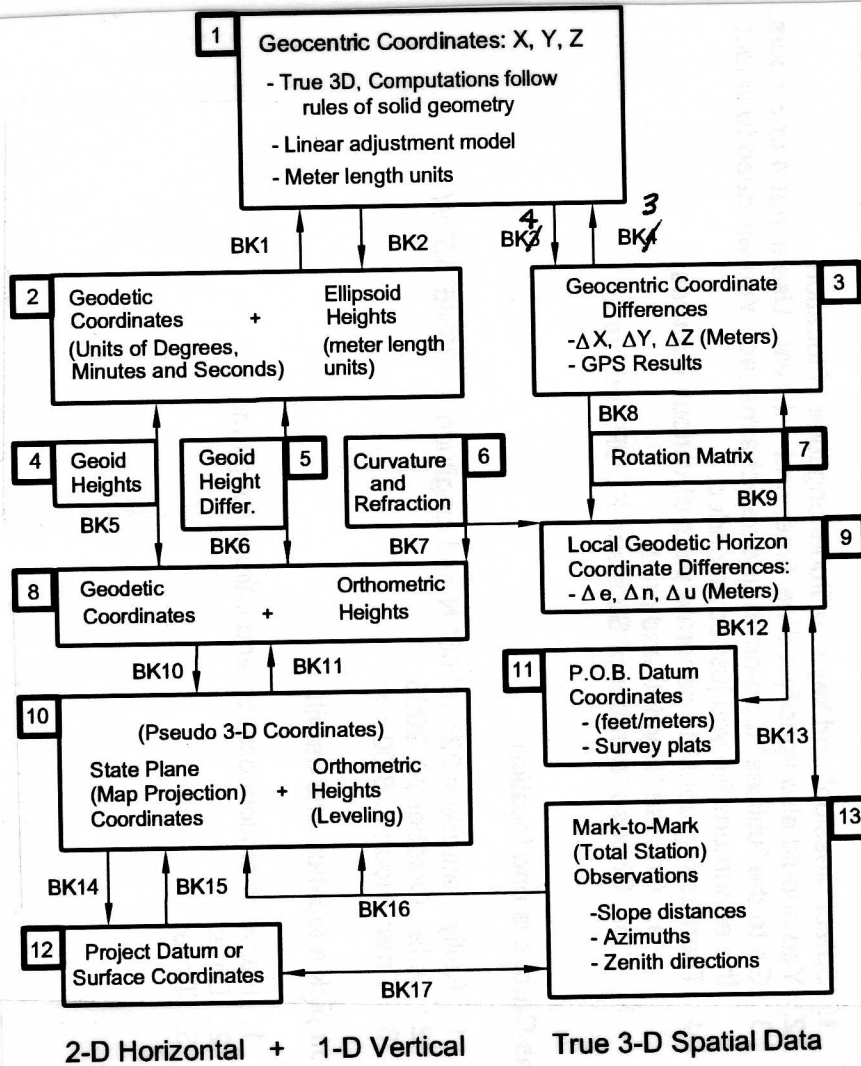 1
Geocentric Coordinates: X, Y, Z
- True 3D, Computations follow
rules of solid geometry
- Linear adjustment model
- Meter length units
BK1
BK2
4
BK3
3
BK4
2
Geodetic
Coordinates
(Units of Degrees,
Minutes and Seconds)
+
Ellipsoid
Heights
(meter length
units)
3
Geocentric Coordinate
Differences
-Δ X, ΔY, ΔZ (Meters)
- GPS Results
4
Geoid
Heights
BK5
5
Geoid
Height
Differ.
BK6
6
Curvature
and
Refraction
BK7
BK8
Rotation Matrix
7
BK9
8
Geodetic
Coordinates
+
Orthometric
Heights
9
Local Geodetic Horizon
Coordinate Differences:
- Δ e, Δ n, Δ u (Meters)
BK10
BK11
BK12
11
P.O.B. Datum
Coordinates
- (feet/meters)
- Survey plats
BK13
10
(Pseudo 3-D Coordinates)
State Plane
(Map Projection)
Coordinates
+
Orthometric
Heights
(Leveling)
13
Mark-to-Mark
(Total Station)
Observations
-Slope distances
- Azimuths
- Zenith directions
BK14
BK15
BK16
12
Project Datum or
Surface Coordinates
BK17
2-D Horizontal + 1-D Vertical
True 3-D Spatial Data